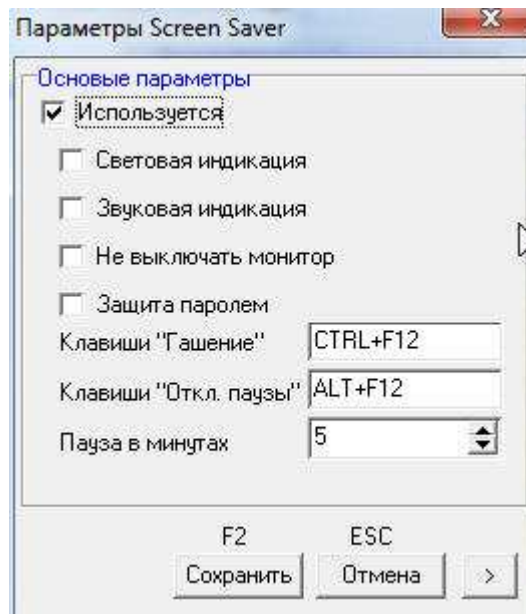 Параметры Screen Saver
Основные параметры
Используется
Световая индикация
Звуковая индикация
Не выключать монитор
Защита паролем
Клавиши "Гашение" CTRL+F12
Клавиши "Откл. паузы" ALT+F12
Пауза в минутах 5
F2 ESC
Сохранить Отмена >